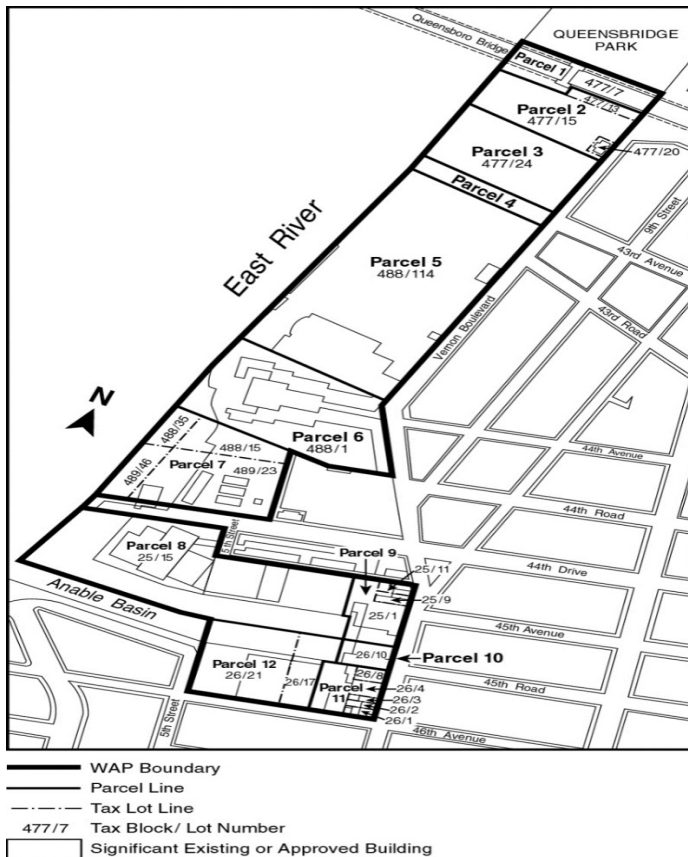 QUEENSBRIDGE
PARK
Queensboro Bridge
Parcel 1
477/7
477/13
Parcel 2
477/15
477/20
Parcel 3
477/24
Parcel 4
9th Street
43rd Avenue
East River
Parcel 5
488/114
43rd Road
Vernon Boulevard
N
488/35
488/15
Parcel 6
488/1
44th Avenue
489/46
Parcel 7
489/23
44th Road
5th Street
Parcel 8
25/15
Parcel 9
25/11
44th Drive
25/9
25/1
Anable Basin
45th Avenue
26/10
Parcel 10
Parcel 12
26/21
26/17
26/8
Parcel
11
26/4
26/3
26/2
26/1
45th Road
5th Street
46th Avenue
WAP Boundary
Parcel Line
Tax Lot Line
477/7 Tax Block/ Lot Number
Significant Existing or Approved Building